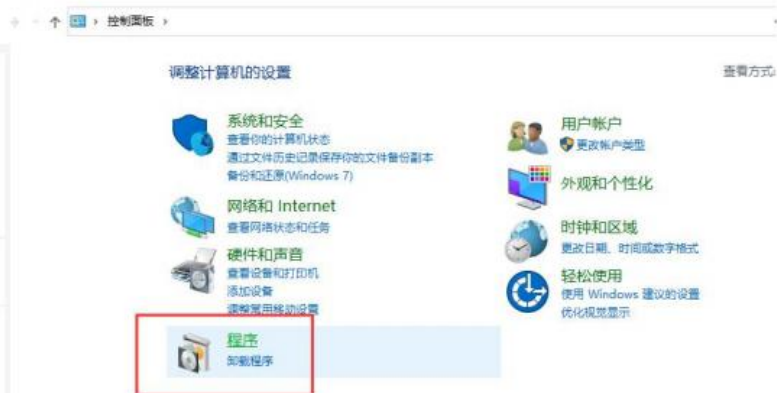 控制面板
调整计算机的设置
查看方式:
系统和安全
查看你的计算机状态
通过文件历史记录保存你的文件备份副本
备份和还原(Windows 7)
网络和 Internet
查看网络状态和任务
硬件和声音
查看设备和打印机
添加设备
调整常用移动设置
程序
卸载程序
用户帐户
更改帐户类型
外观和个性化
时钟和区域
更改日期、时间或数字格式
轻松使用
使用 Windows 建议的设置
优化视觉显示